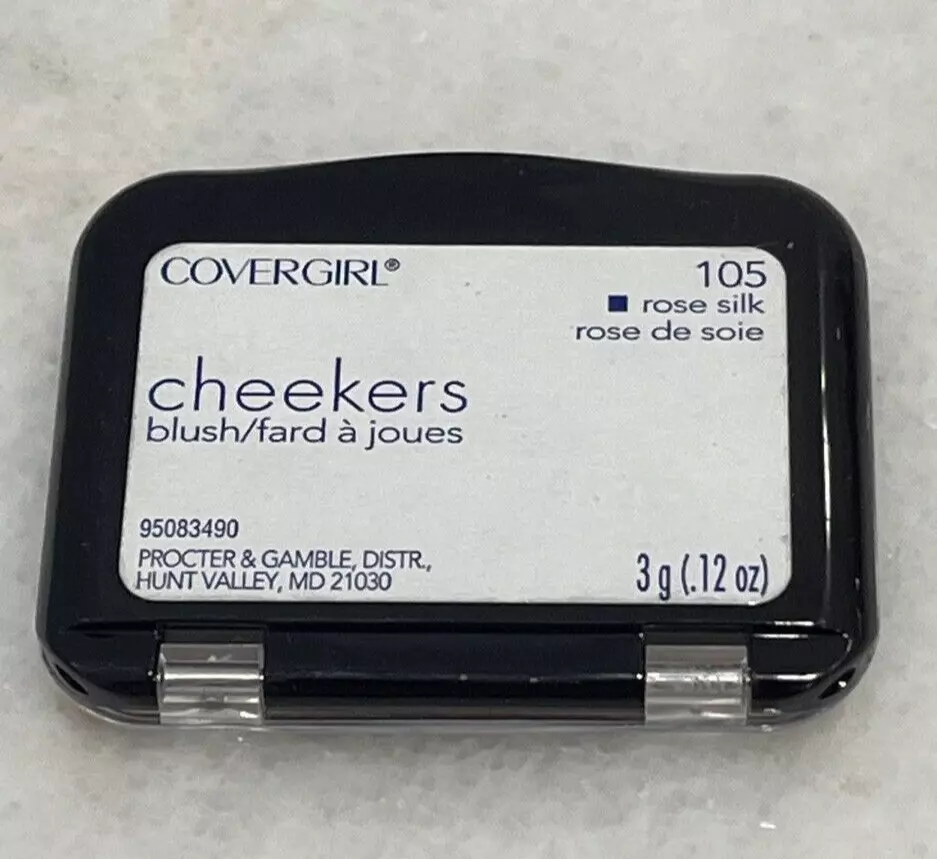 COVERGIRL®
105
rose silk
rose de soie
cheekers
blush/fard à joues
95083490
PROCTER & GAMBLE, DISTR.,
HUNT VALLEY, MD 21030
3 g (.12 oz)